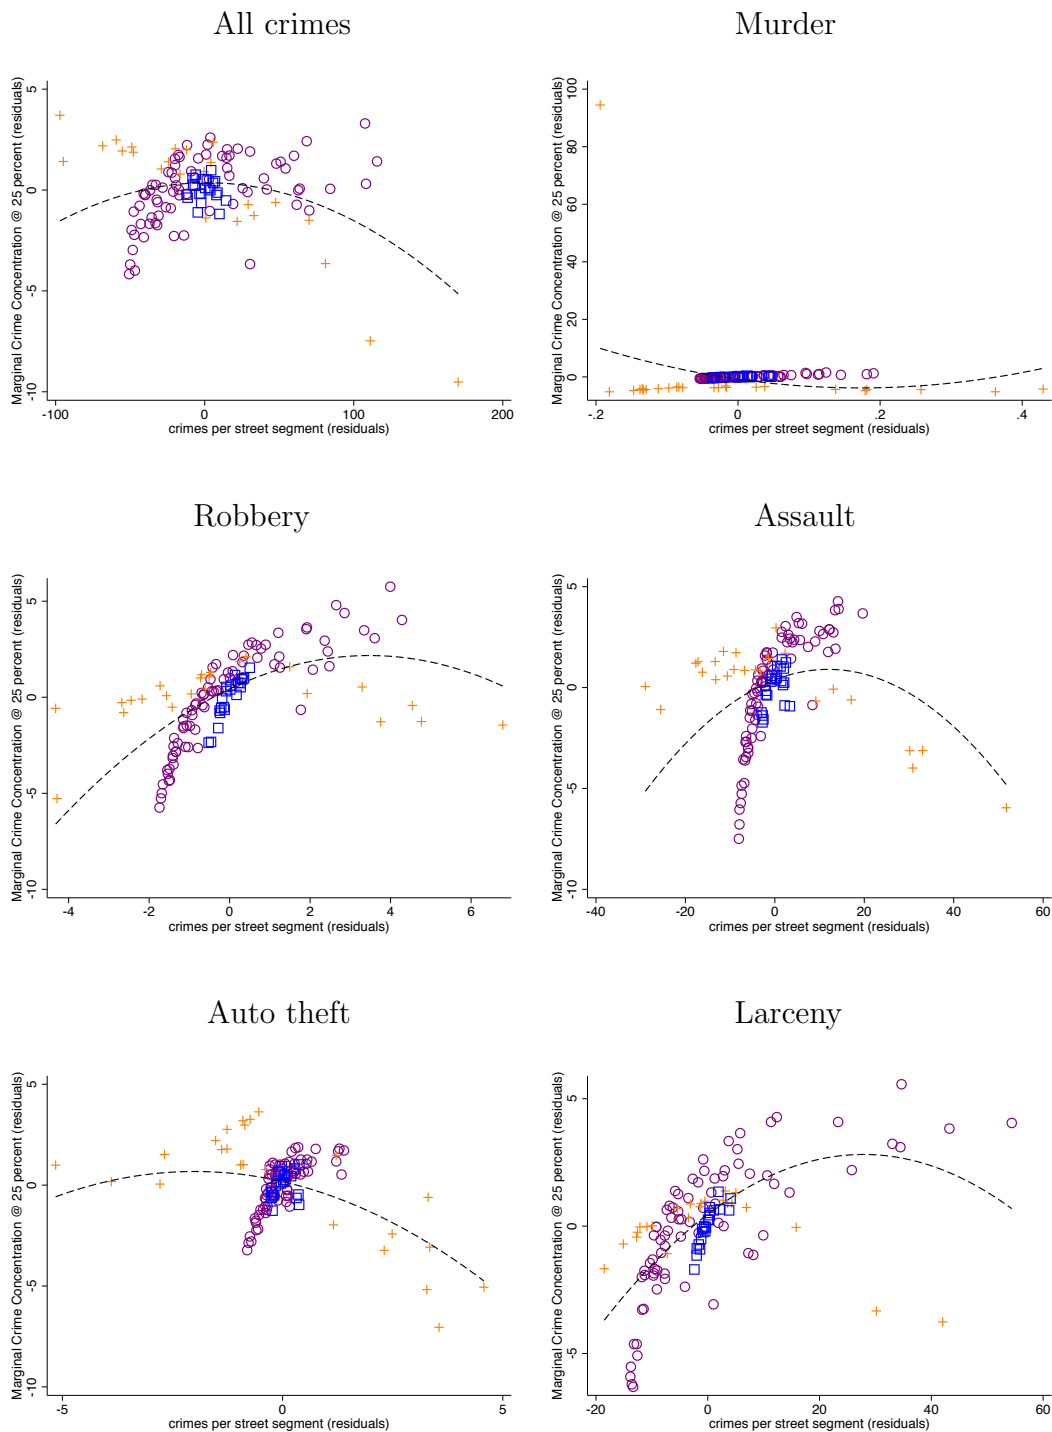 All crimes
Murder
Marginal Crime Concentration @ 25 percent (residuals)
5
0
-5
-10
-100
0
100
200
crimes per street segment (residuals)
Marginal Crime Concentration @ 25 percent (residuals)
100
80
60
40
20
0
-.2
0
.2
.4
crimes per street segment (residuals)
Robbery
Assault
Marginal Crime Concentration @ 25 percent (residuals)
5
0
-5
-10
-4
-2
0
2
4
6
crimes per street segment (residuals)
Marginal Crime Concentration @ 25 percent (residuals)
5
0
-5
-10
-40
-20
0
20
40
60
crimes per street segment (residuals)
Auto theft
Larceny
Marginal Crime Concentration @ 25 percent (residuals)
5
0
-5
-10
-5
0
5
crimes per street segment (residuals)
Marginal Crime Concentration @ 25 percent (residuals)
5
0
-5
-20
0
20
40
60
crimes per street segment (residuals)